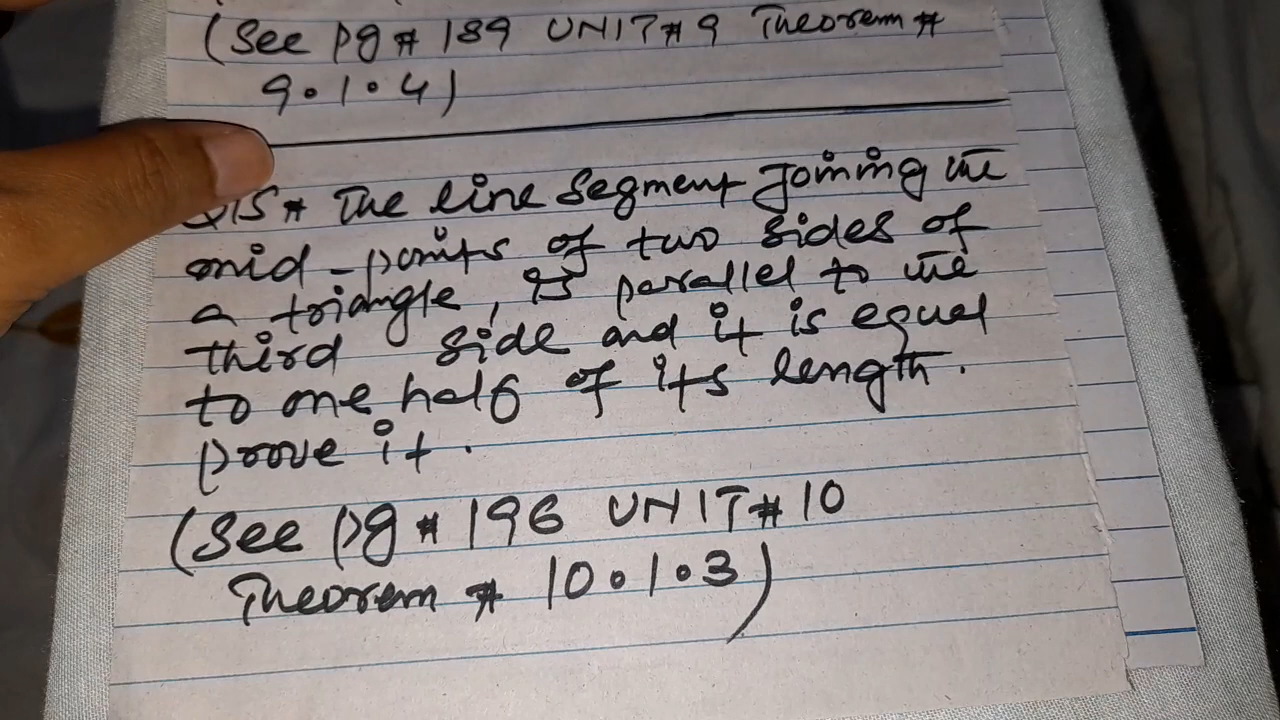 (See pg # 189 UNIT # 9 Theorem #
9.1.4)
Q15 * The line segment Joining the
mid-points of two sides of
a triangle, is parallel to the
third side and it is equal
to one half of its length.
prove it.
(See pg # 196 UNIT # 10
Theorem # 10.1.3)